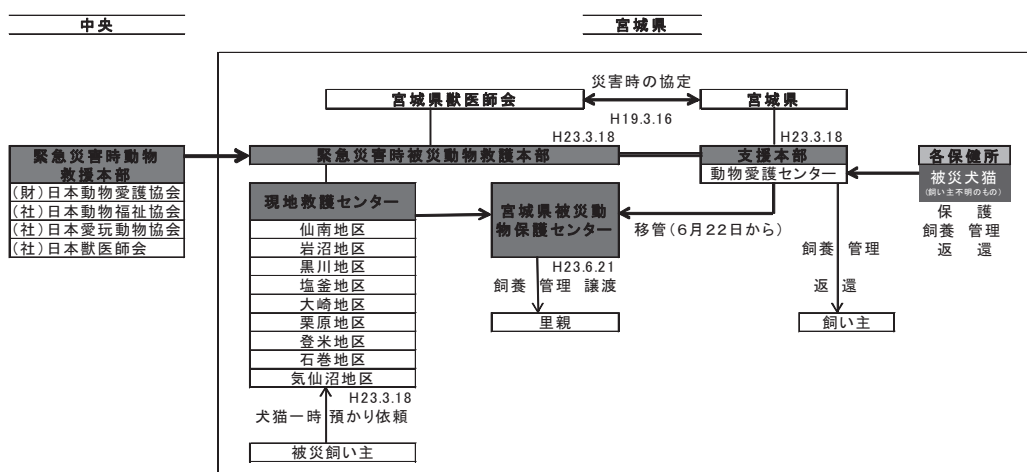 中央
宮城県
災害時の協定
宮城県獣医師会
宮城県
H19.3.16
H23.3.18
H23.3.18
緊急災害時動物
救援本部
(財)日本動物愛護協会
(社)日本動物福祉協会
(社)日本愛玩動物協会
(社)日本獣医師会
緊急災害時被災動物救護本部
支援本部
動物愛護センター
各保健所
被災犬猫
(飼い主不明のもの)
保 護
飼養 管理
返 還
現地救護センター
仙南地区
岩沼地区
黒川地区
塩釜地区
大崎地区
栗原地区
登米地区
石巻地区
気仙沼地区
宮城県被災動
物保護センター
移管(6月22日から)
H23.6.21
飼養 管理 譲渡
里親
飼養 管理
返 還
飼い主
H23.3.18
犬猫一時 預かり依頼
被災飼い主